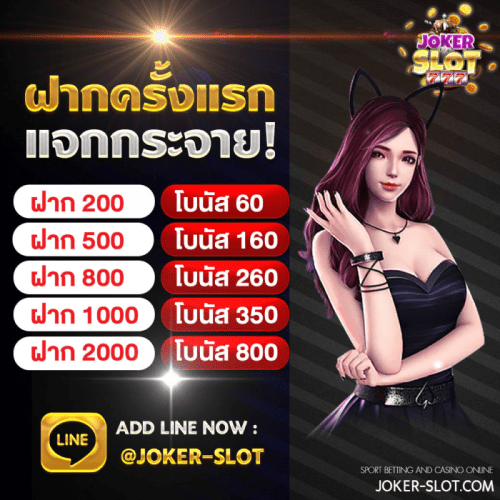 JOKER
SLOT
777
ฝากครั้งแรก
แจกกระจาย!
ฝาก 200 โบนัส 60
ฝาก 500 โบนัส 160
ฝาก 800 โบนัส 260
ฝาก 1000 โบนัส 350
ฝาก 2000 โบนัส 800
LINE
ADD LINE NOW :
@JOKER-SLOT
SPORT BETTING AND CASINO ONLINE
JOKER-SLOT.COM